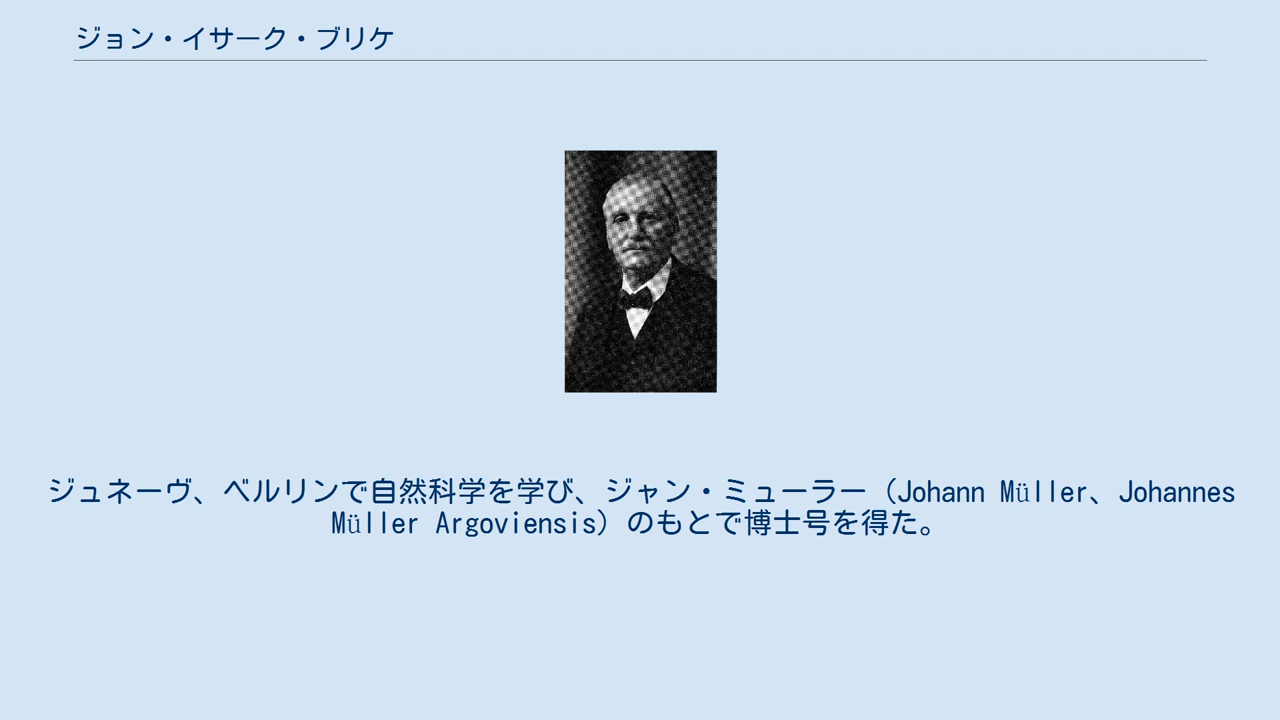 ジョン・イサーク・ブリケ
ジュネーヴ、ベルリンで自然科学を学び、ジャン・ミューラー（Johann Müller、Johannes
Müller Argoviensis）のもとで博士号を得た。